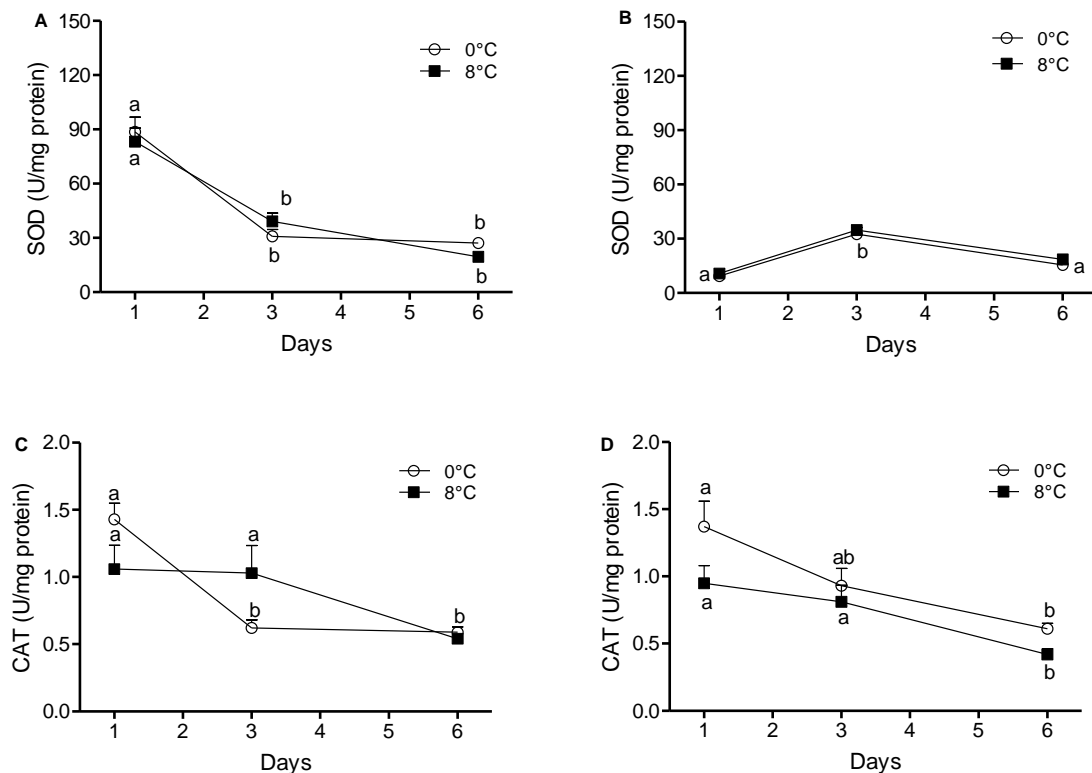 A
150
120
90
60
30
0
SOD (U/mg protein)
0°C
8°C
a
a
b
b
b
b
1 2 3 4 5 6
Days
B
150
120
90
60
30
0
SOD (U/mg protein)
0°C
8°C
a
b
a
1 2 3 4 5 6
Days
C
2.0
1.5
1.0
0.5
0.0
CAT (U/mg protein)
0°C
8°C
a
a
a
b
b
1 2 3 4 5 6
Days
D
2.0
1.5
1.0
0.5
0.0
CAT (U/mg protein)
0°C
8°C
a
ab
b
a
a
b
1 2 3 4 5 6
Days